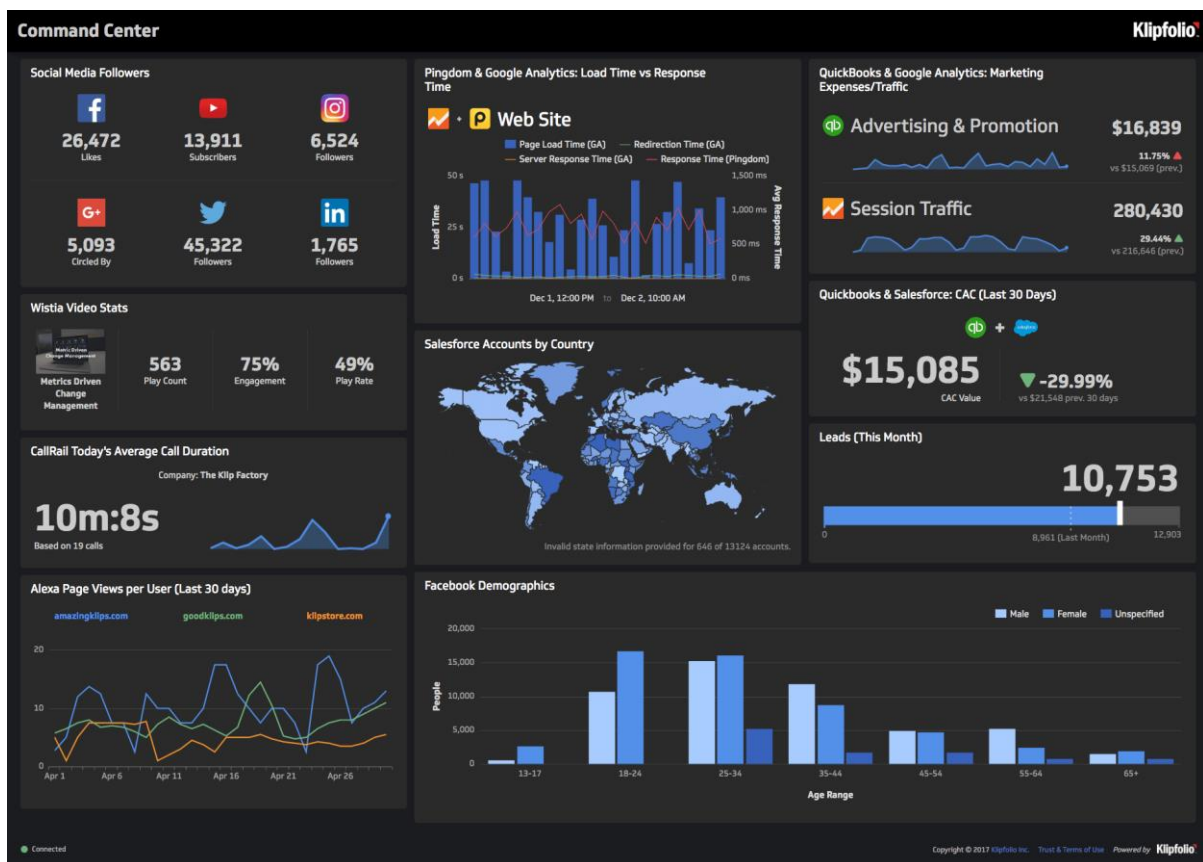 Command Center
Klipfolio
Social Media Followers
26,472
Likes
13,911
Subscribers
6,524
Followers
G+
5,093
Circled By
45,322
Followers
in
1,765
Followers
Wistia Video Stats
Metric Driven
Change Management
Metrics Driven
Change
Management
563
Play Count
75%
Engagement
49%
Play Rate
CallRail Today's Average Call Duration
Company: The Klip Factory
10m:8s
Based on 19 calls
Alexa Page Views per User (Last 30 days)
amazingklips.com
goodklips.com
klipstore.com
20
10
0
Apr 1
Apr 6
Apr 11
Apr 16
Apr 21
Apr 26
Pingdom & Google Analytics: Load Time vs Response
Time
+
Web Site
Page Load Time (GA)
Redirection Time (GA)
Server Response Time (GA)
Response Time (Pingdom)
50 s
25 s
0 s
Load Time
1,500 ms
1,000 ms
500 ms
0 ms
Avg Response Time
Dec 1, 12:00 PM to Dec 2, 10:00 AM
Salesforce Accounts by Country
Invalid state information provided for 646 of 13124 accounts.
QuickBooks & Google Analytics: Marketing
Expenses/Traffic
qb
Advertising & Promotion
$16,839
11.75%
vs $15,069 (prev.)
Session Traffic
280,430
29.44%
vs 216,646 (prev.)
Quickbooks & Salesforce: CAC (Last 30 Days)
qb
+
$15,085
CAC Value
-29.99%
vs $21,548 prev. 30 days
Leads (This Month)
10,753
0
8,961 (Last Month)
12,903
Facebook Demographics
Male
Female
Unspecified
20,000
15,000
10,000
5,000
0
People
13-17
18-24
25-34
35-44
45-54
55-64
65+
Age Range
Connected
Copyright © 2017 Klipfolio Inc. Trust & Terms of Use Powered by Klipfolio